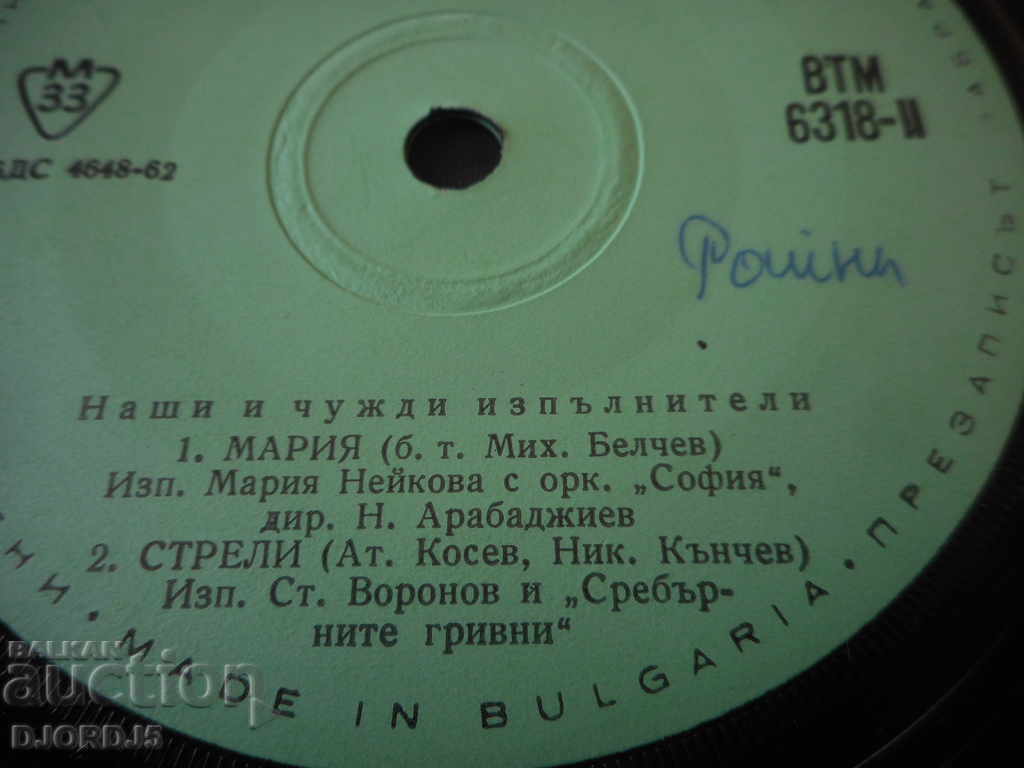 М
33
БДС 4648-62
ВТМ
6318-II
Наши и чужди изпълнители
1. МАРИЯ (б. т. Мих. Белчев)
Изп. Мария Нейкова с орк. „София“,
дир. Н. Арабаджиев
2. СТРЕЛИ (Ат. Косев, Ник. Кънчев)
Изп. Ст. Воронов и „Сребър-
ните гривни“
MADE IN BULGARIA • ПРЕЗАПИСЪТ
BALKAN
auction
DJORDJ5